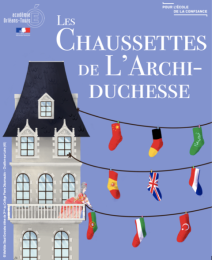 académie
Orléans-Tours
POUR L'ÉCOLE
DE LA CONFIANCE
LES
CHAUSSETTES
DE L'ARCHI-
DUCHESSE